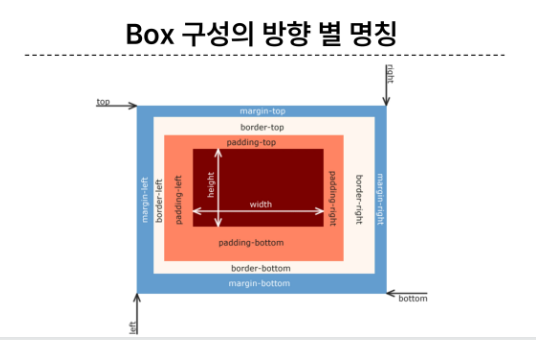 Box 구성의 방향 별 명칭
right
top
margin-top
border-top
padding-top
margin-left
border-left
padding-left
height
width
padding-right
border-right
margin-right
padding-bottom
border-bottom
margin-bottom
bottom
left